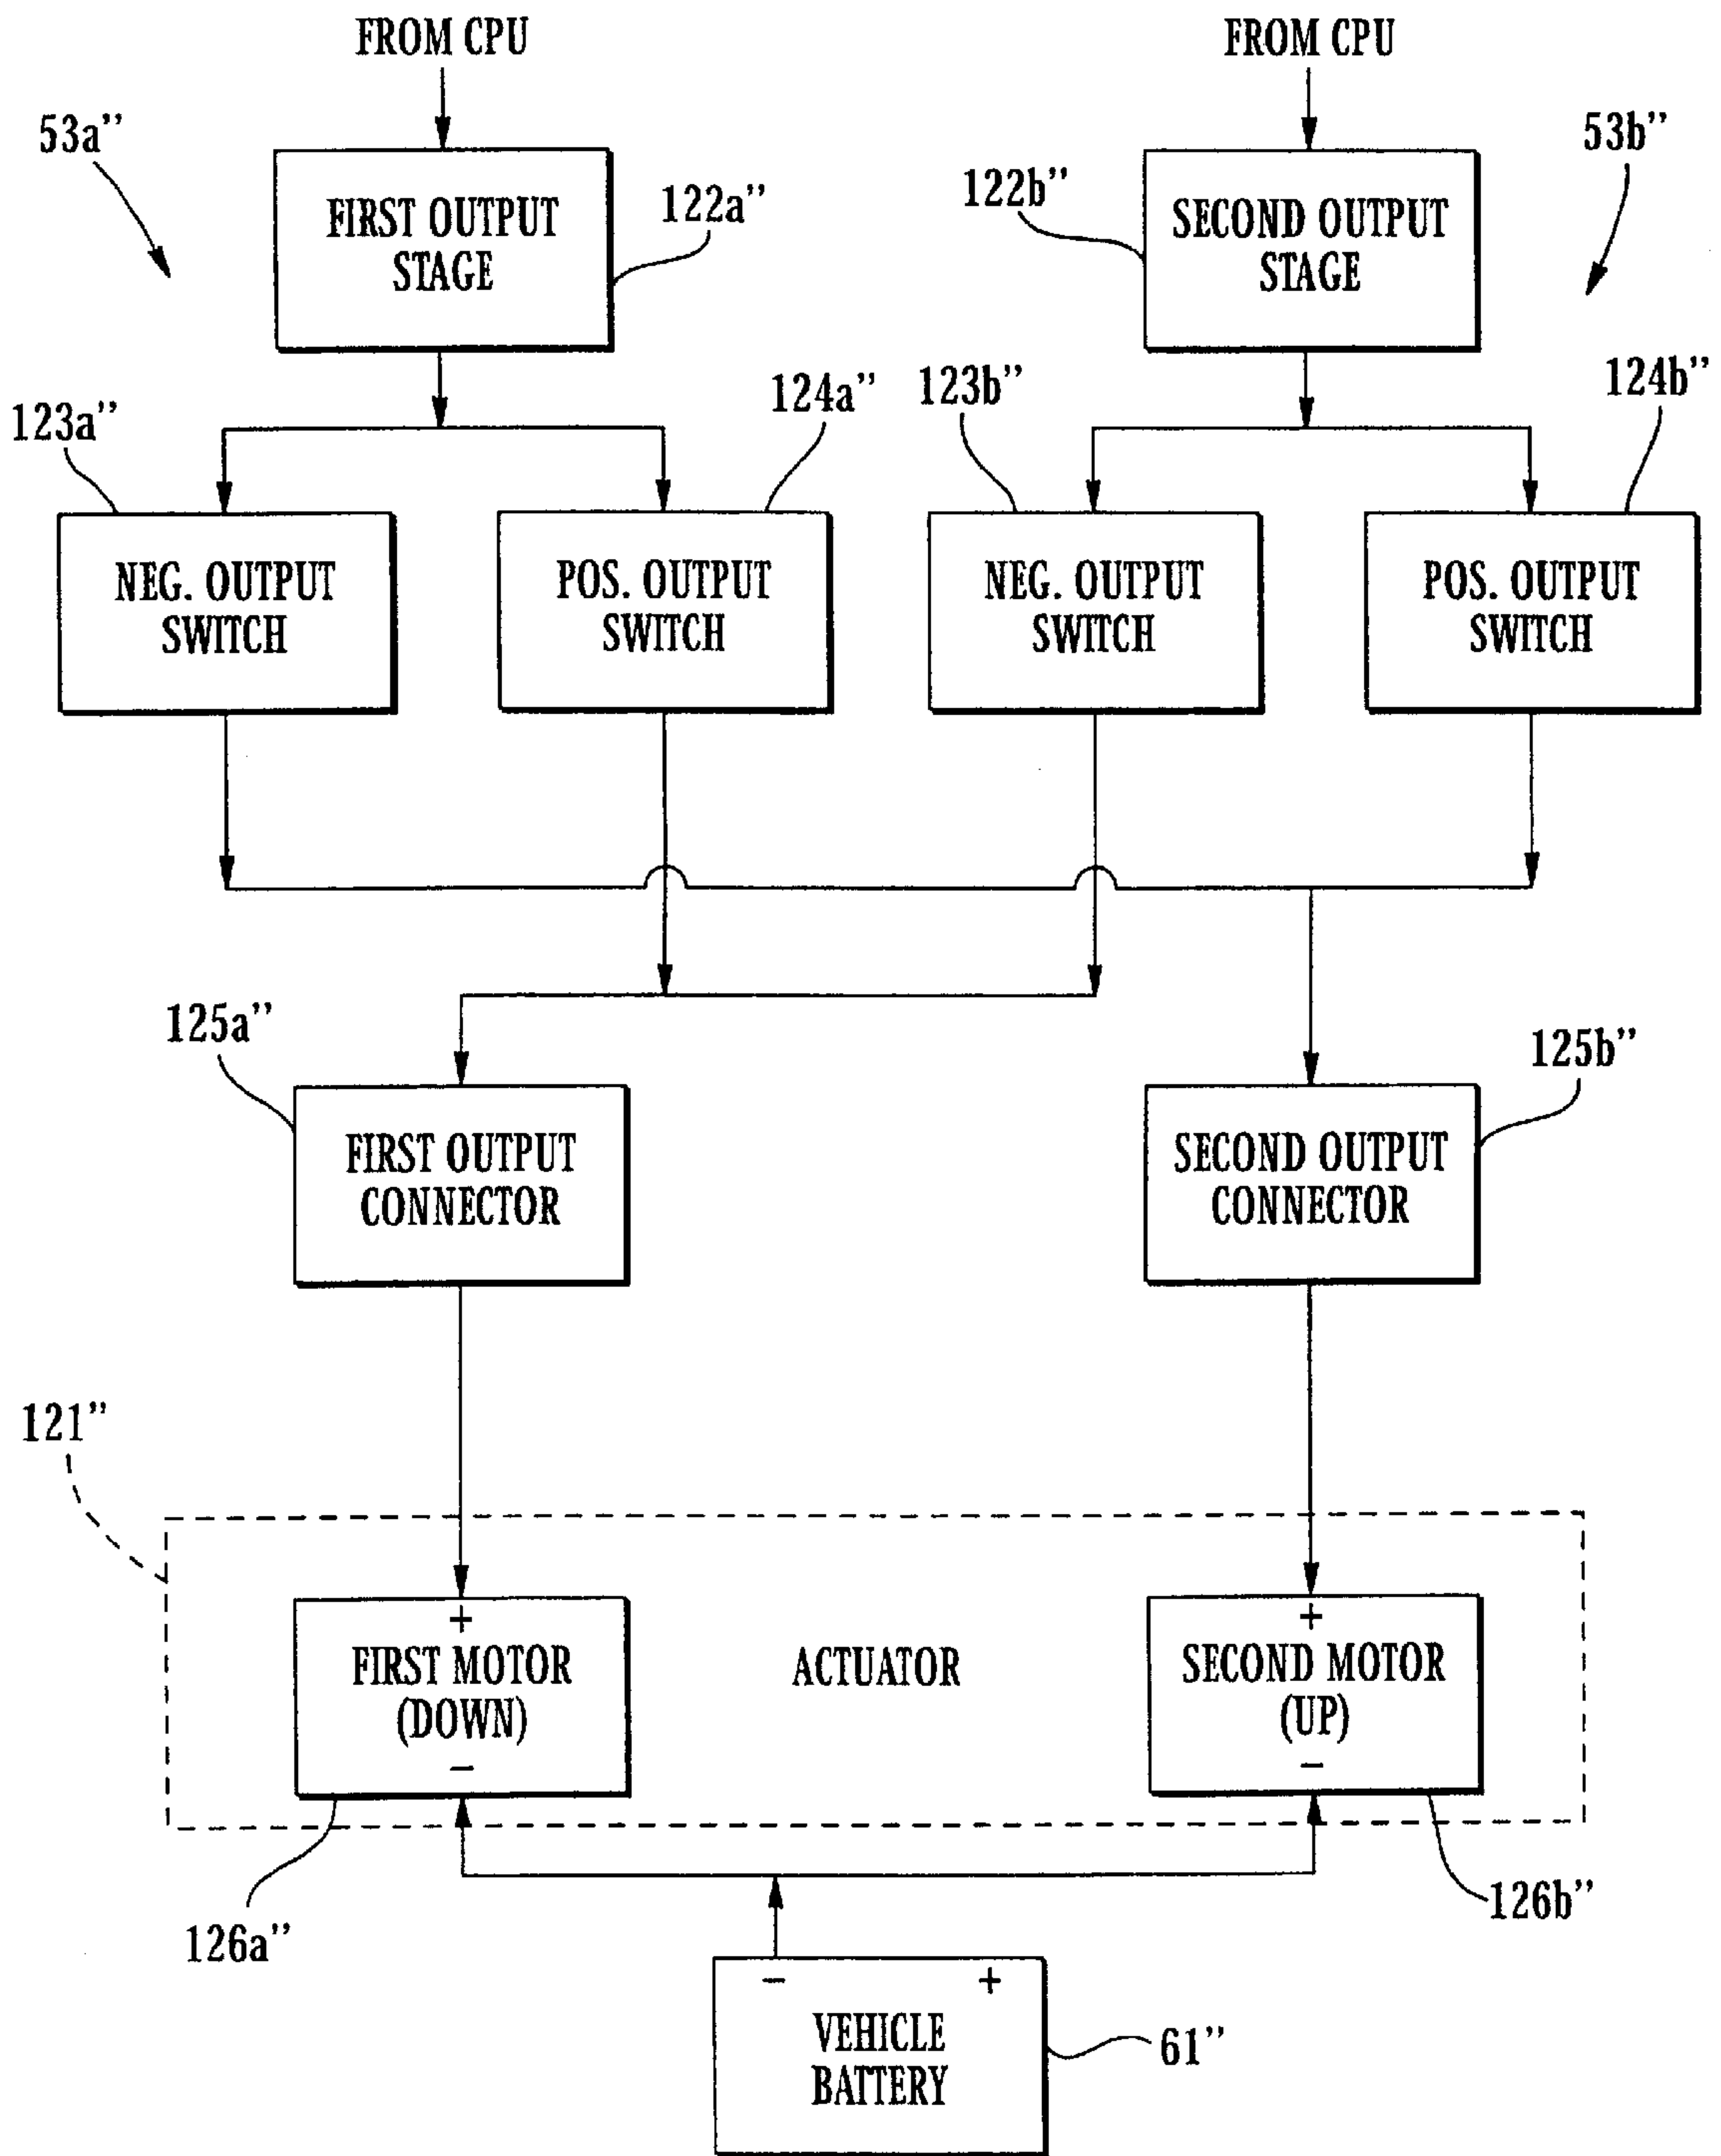 FROM CPU
FROM CPU
53a”
53b”
FIRST OUTPUT
STAGE
122a”
122b”
SECOND OUTPUT
STAGE
123a”
124a”
123b”
124b”
NEG. OUTPUT
SWITCH
POS. OUTPUT
SWITCH
NEG. OUTPUT
SWITCH
POS. OUTPUT
SWITCH
125a”
125b”
FIRST OUTPUT
CONNECTOR
SECOND OUTPUT
CONNECTOR
121”
+
FIRST MOTOR
(DOWN)
−
ACTUATOR
+
SECOND MOTOR
(UP)
−
126a”
126b”
− +
VEHICLE
BATTERY
61”